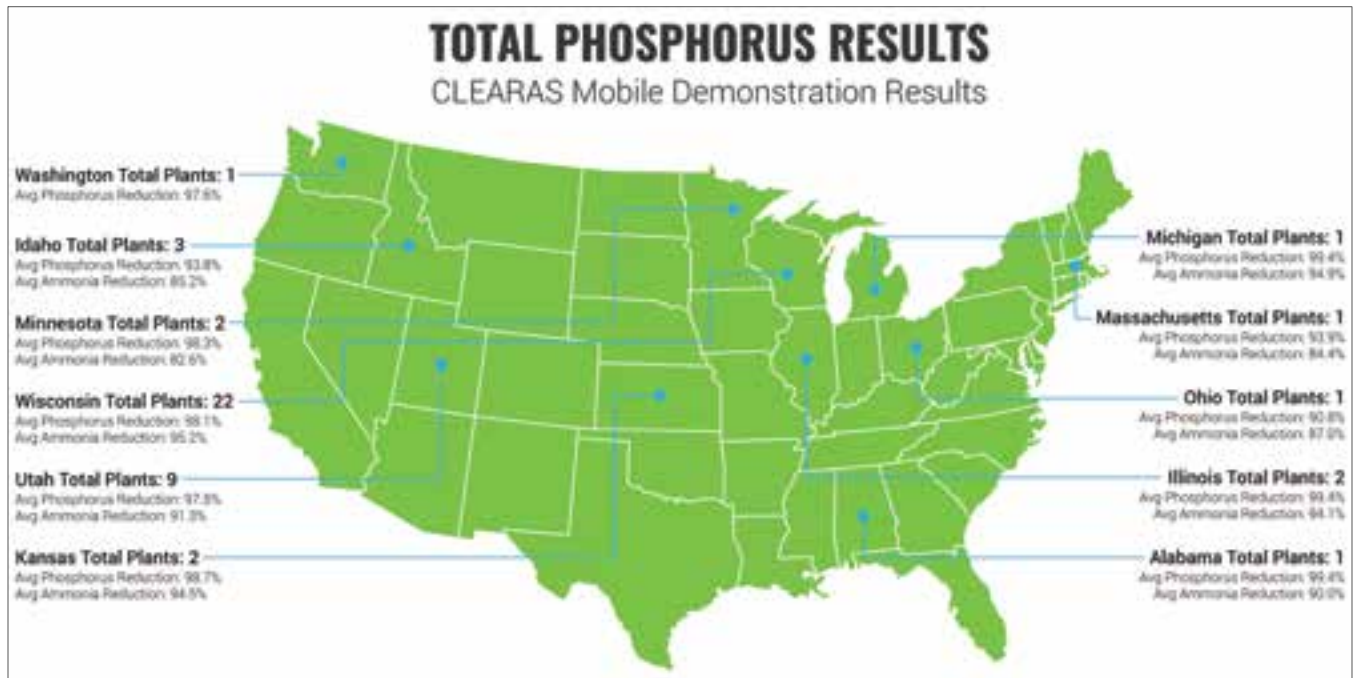 TOTAL PHOSPHORUS RESULTS
CLEARAS Mobile Demonstration Results
Washington Total Plants: 1
Avg Phosphorus Reduction: 97.6%
Idaho Total Plants: 3
Avg Phosphorus Reduction: 93.8%
Avg Ammonia Reduction: 85.2%
Minnesota Total Plants: 2
Avg Phosphorus Reduction: 98.3%
Avg Ammonia Reduction: 82.6%
Wisconsin Total Plants: 22
Avg Phosphorus Reduction:
Avg Ammonia Reduction: 95.2%
Utah Total Plants: 9
Avg Phosphorus Reduction:
Avg Ammonia Reduction: 91.3%
Kansas Total Plants: 2
Avg Phosphorus Reduction: 98.7%
Avg Ammonia Reduction: 94.5%
Michigan Total Plants: 1
Avg Phosphorus Reduction: 99.4%
Avg Ammonia Reduction: 94.9%
Massachusetts Total Plants: 1
Avg Phosphorus Reduction: 93.9%
Avg Ammonia Reduction: 84.4%
Ohio Total Plants: 1
Avg Phosphorus Reduction: 90.8%
Avg Ammonia Reduction: 87.0%
Illinois Total Plants: 2
Avg Phosphorus Reduction: 99.4%
Avg Ammonia Reduction: 94.1%
Alabama Total Plants: 1
Avg Phosphorus Reduction: 99.4%
Avg Ammonia Reduction: 90.0%